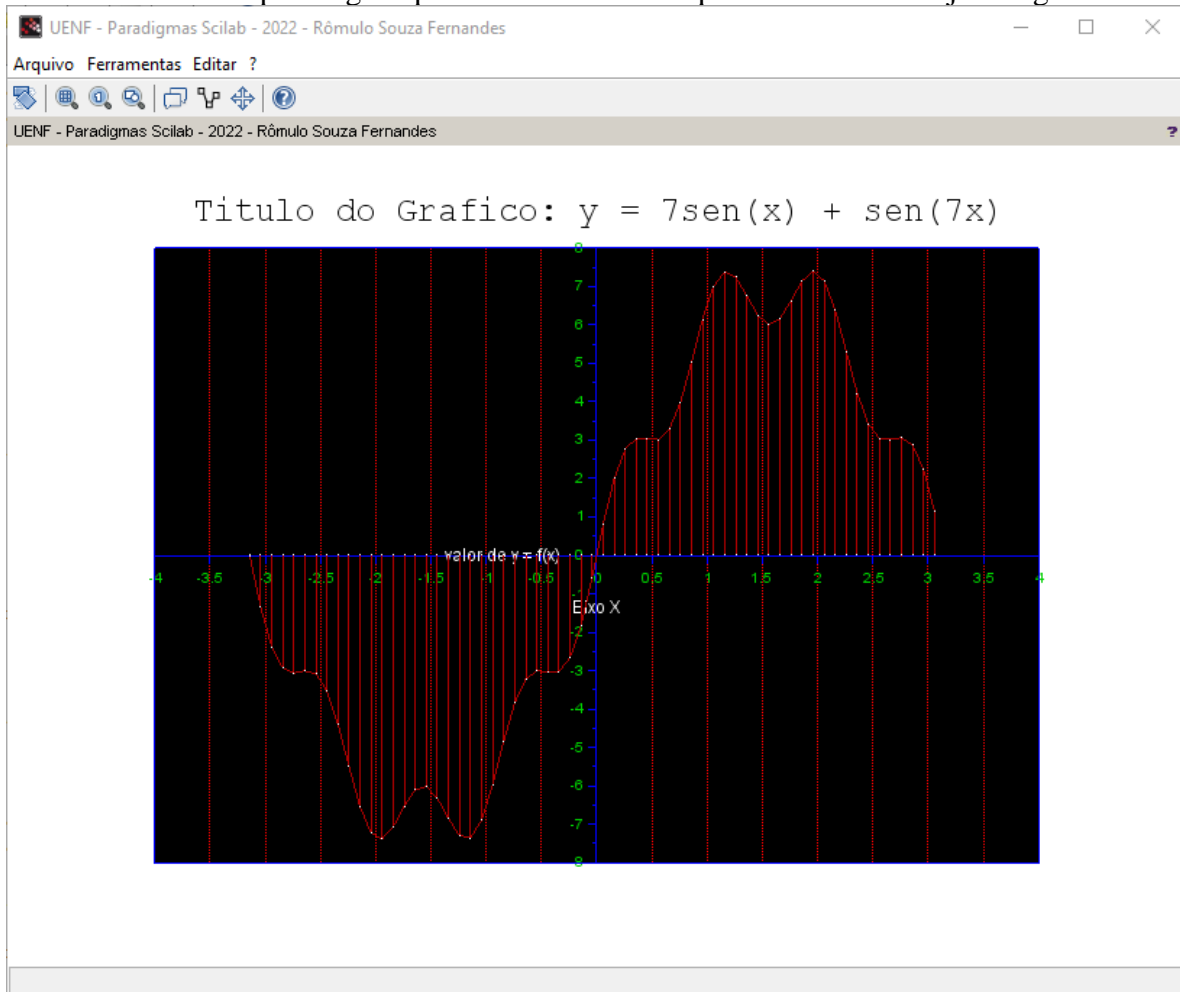 UENF - Paradigmas Scilab - 2022 - Rômulo Souza Fernandes
Arquivo Ferramentas Editar ?
UENF - Paradigmas Scilab - 2022 - Rômulo Souza Fernandes ?
Titulo do Grafico: y = 7sen(x) + sen(7x)
8
7
6
5
4
3
2
1
valor de y = f(x) 0
-4 -3.5 -3 -2.5 -2 -1.5 -1 -0.5 0 0.5 1 1.5 2 2.5 3 3.5 4
Eixo X
-2
-3
-4
-5
-6
-7